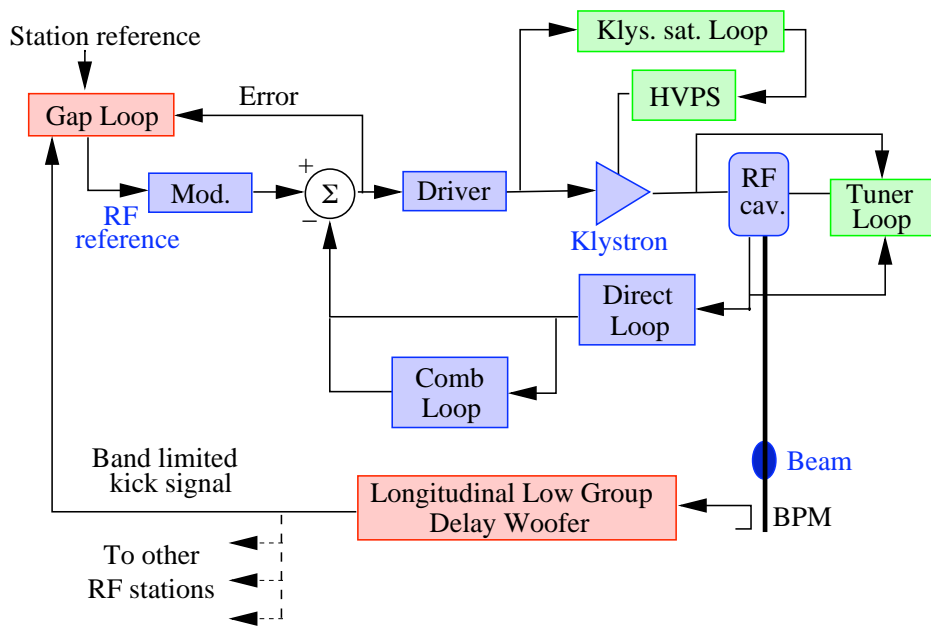 Station reference
Klys. sat. Loop
HVPS
Gap Loop
Error
+
Σ
−
Mod.
Driver
RF
cav.
Tuner
Loop
RF
reference
Klystron
Direct
Loop
Comb
Loop
Band limited
kick signal
Beam
Longitudinal Low Group
Delay Woofer
BPM
To other
RF stations